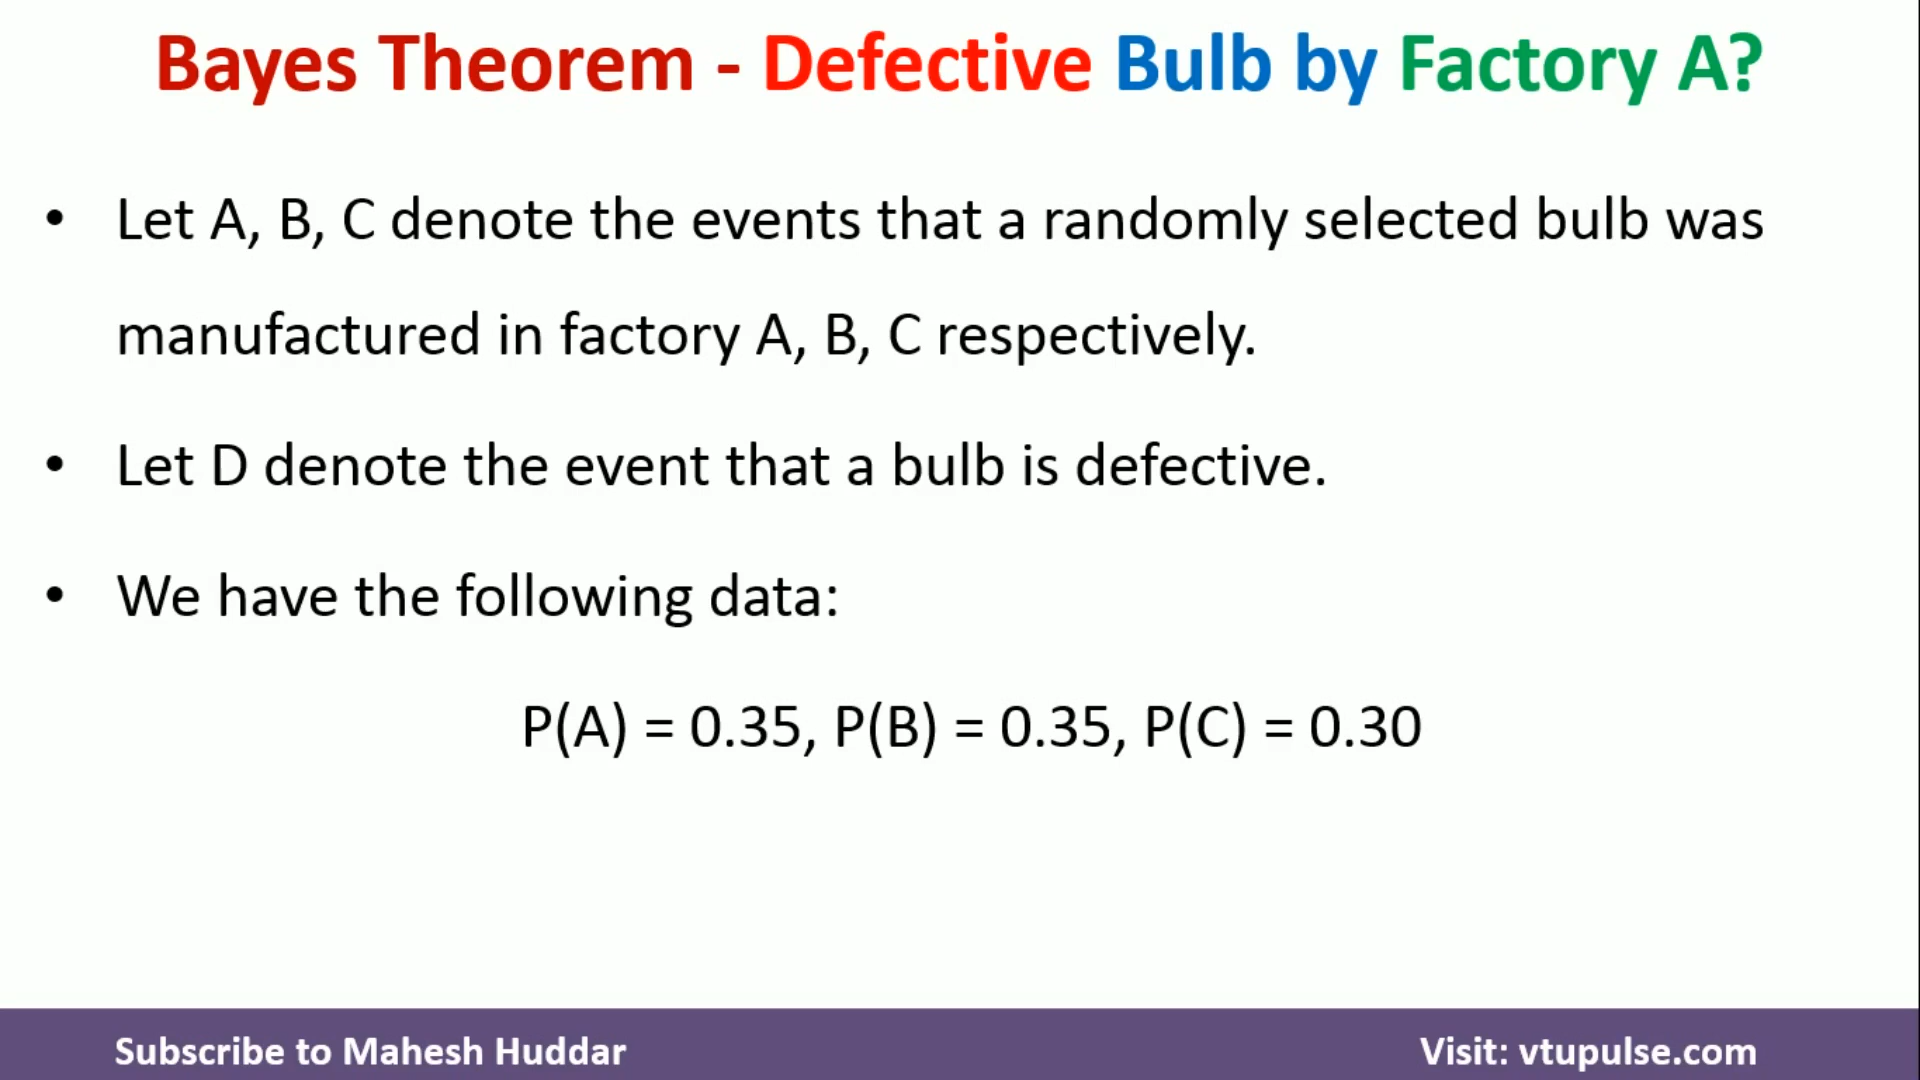 Bayes Theorem - Defective Bulb by Factory A?
• Let A, B, C denote the events that a randomly selected bulb was
manufactured in factory A, B, C respectively.
• Let D denote the event that a bulb is defective.
• We have the following data:
P(A) = 0.35, P(B) = 0.35, P(C) = 0.30
Subscribe to Mahesh Huddar
Visit: vtupulse.com